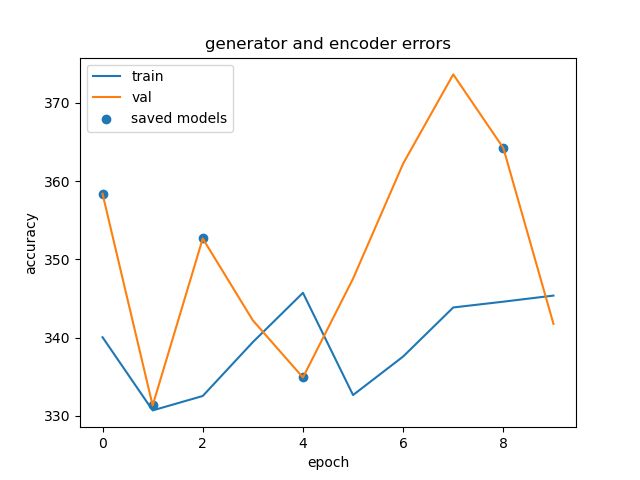 generator and encoder errors
train
val
saved models
accuracy
370
360
350
340
330
0 2 4 6 8
epoch